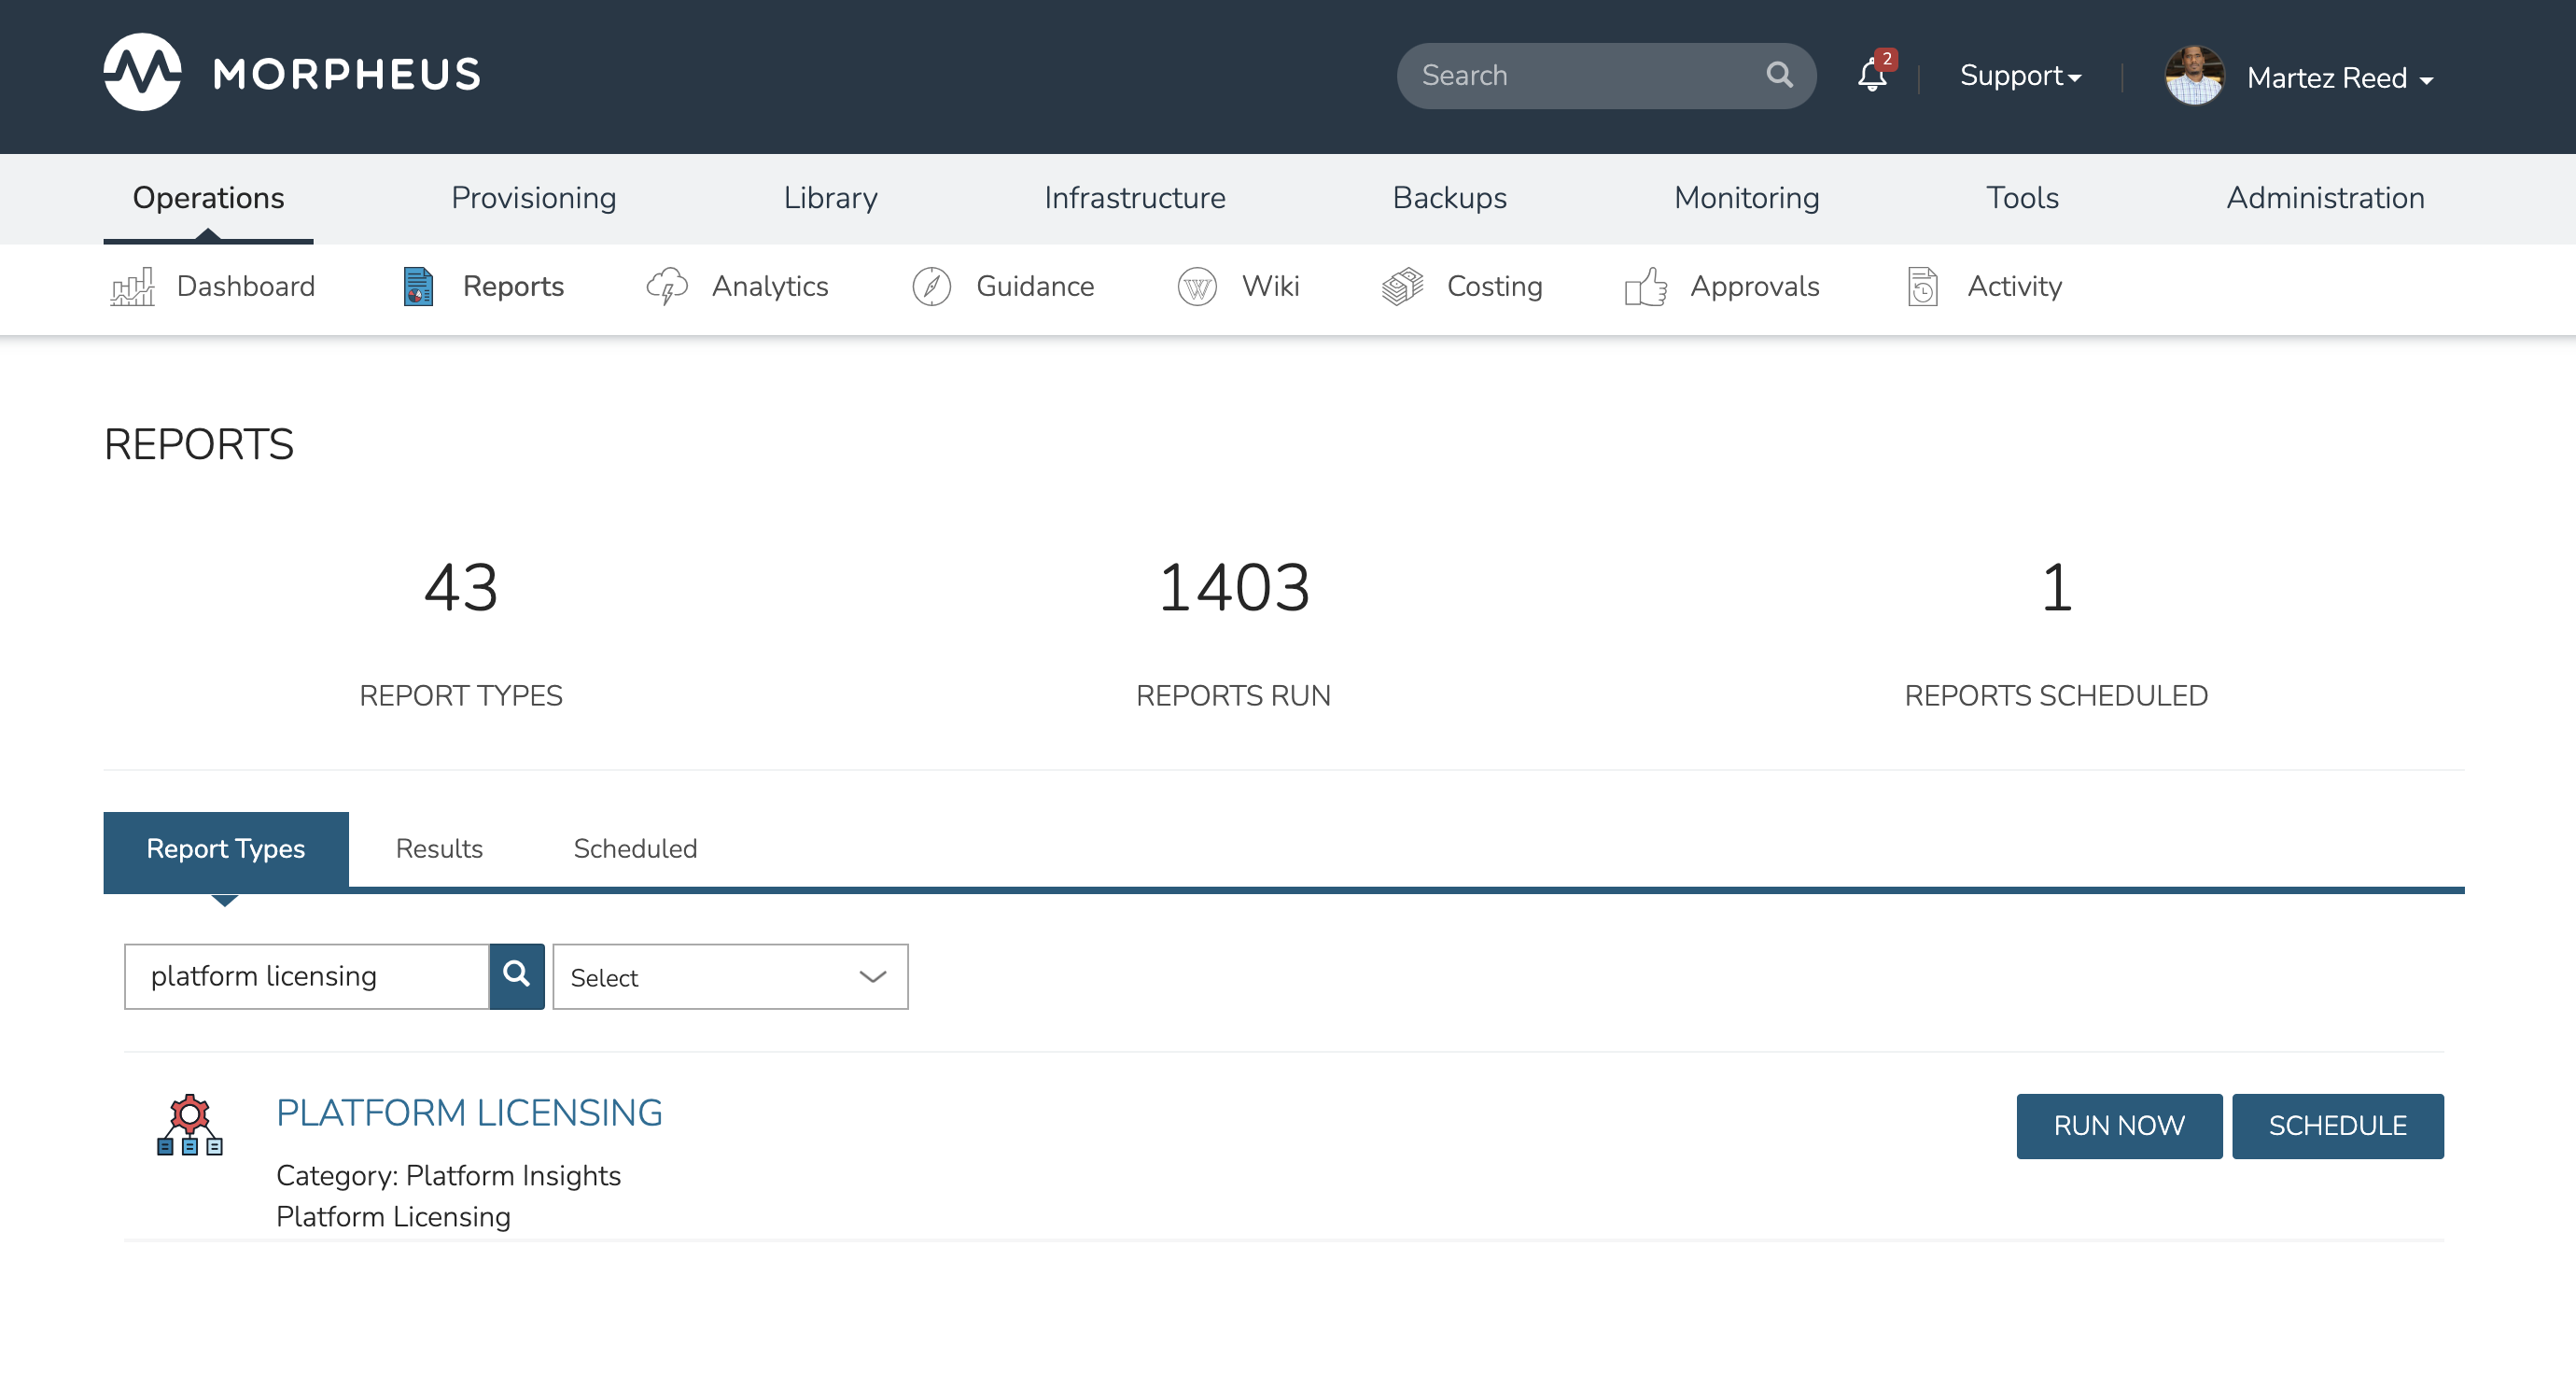 MORPHEUS
Search
2
Support
Martez Reed
Operations Provisioning Library Infrastructure Backups Monitoring Tools Administration
Dashboard Reports Analytics Guidance Wiki Costing Approvals Activity
REPORTS
43 1403 1
REPORT TYPES REPORTS RUN REPORTS SCHEDULED
Report Types Results Scheduled
platform licensing Select
PLATFORM LICENSING
RUN NOW SCHEDULE
Category: Platform Insights
Platform Licensing